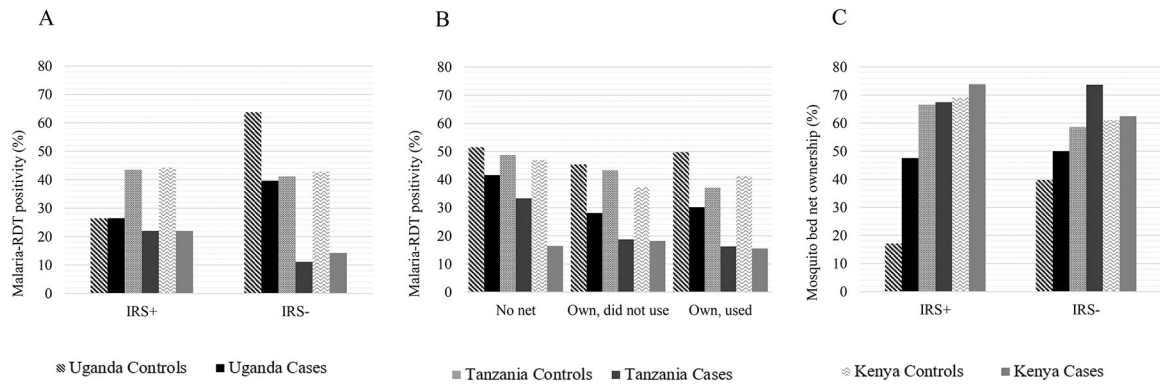 A
Malaria-RDT positivity (%)
80
70
60
50
40
30
20
10
0
IRS+ IRS-
B
Malaria-RDT positivity (%)
80
70
60
50
40
30
20
10
0
No net Own, did not use Own, used
C
Mosquito bed net ownership (%)
80
70
60
50
40
30
20
10
0
IRS+ IRS-
Uganda Controls Uganda Cases Tanzania Controls Tanzania Cases Kenya Controls Kenya Cases